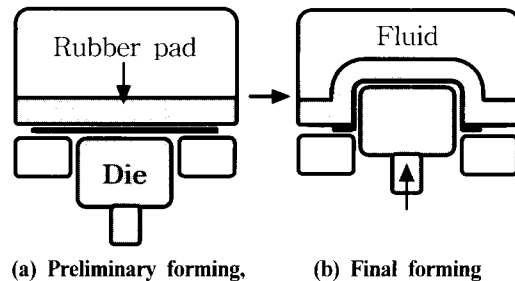 Rubber pad
Fluid
Die
(a) Preliminary forming,
(b) Final forming